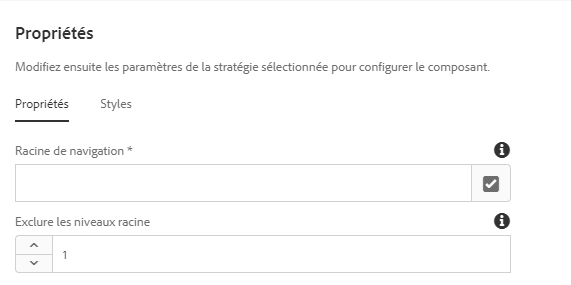 Propriétés
Modifiez ensuite les paramètres de la stratégie sélectionnée pour configurer le composant.
Propriétés Styles
Racine de navigation *
Exclure les niveaux racine
1